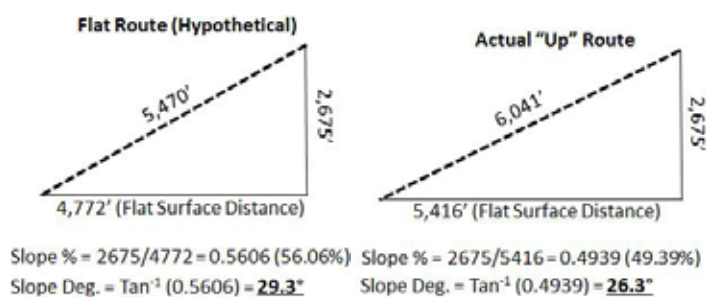 Flat Route (Hypothetical)
5,470'
2,675'
4,772' (Flat Surface Distance)
Slope % = 2675/4772 = 0.5606 (56.06%)
Slope Deg. = Tan⁻¹ (0.5606) = 29.3°
Actual “Up” Route
6,041'
2,675'
5,416' (Flat Surface Distance)
Slope % = 2675/5416 = 0.4939 (49.39%)
Slope Deg. = Tan⁻¹ (0.4939) = 26.3°